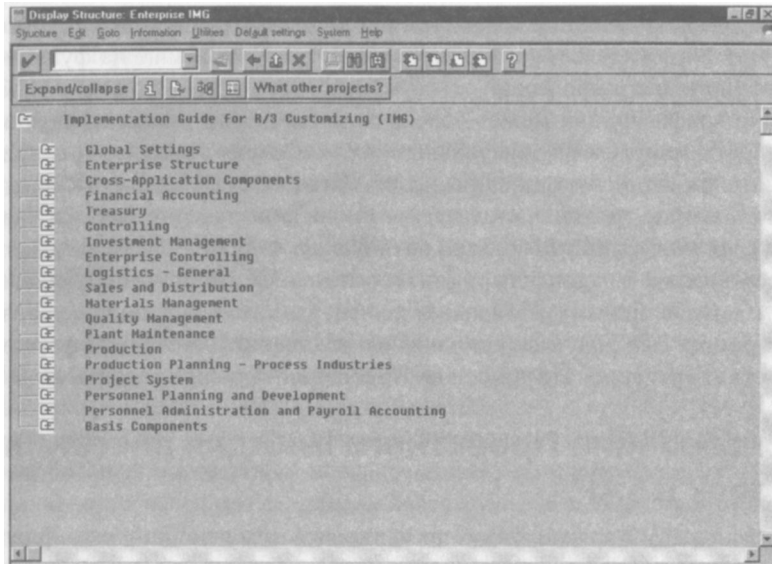 Display Structure: Enterprise IMG
Structure Edit Goto Information Utilities Default settings System Help
Expand/collapse What other projects?
Implementation Guide for R/3 Customizing (IMG)
Global Settings
Enterprise Structure
Cross-Application Components
Financial Accounting
Treasury
Controlling
Investment Management
Enterprise Controlling
Logistics - General
Sales and Distribution
Materials Management
Quality Management
Plant Maintenance
Production
Production Planning - Process Industries
Project System
Personnel Planning and Development
Personnel Administration and Payroll Accounting
Basis Components